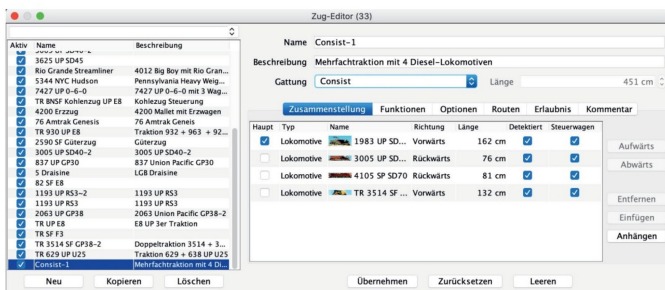 Zug-Editor (33)
Aktiv Name Beschreibung
3625 UP SD45
Rio Grande Streamliner 4012 Big Boy mit Rio Gran...
5344 NYC Hudson Pennsylvania Heavy Weig...
7427 UP 0-6-0 7427 UP 0-6-0 mit 3 Wag...
TR BNSF Kohlenzug UP E8 Kohlezug Steuerung
4200 Erzzug 4200 Mallet mit Erzwagen
76 Amtrak Genesis 76 Amtrak Geneis
TR 930 UP E8 Traktion 932 + 963 + 92...
2590 SF Güterzug Güterzug
3005 UP SD40-2 3005 UP SD40-2
837 UP GP30 837 Union Pacific GP30
5 Draisine LGB Draisine
82 SF E8
1193 UP RS3-2 1193 UP RS3
1193 UP RS3 1193 UP RS3
2063 UP GP38 2063 Union Pacific GP38-2
TR UP E8 E8 UP 3er Traktion
TR SF F3
TR 3514 SF GP38-2 Doppeltraktion 3514 + 3...
TR 629 UP U25 Traktion 629 + 638 UP U25
Consist-1 Mehrfachtraktion mit 4 Di...
Neu Kopieren Löschen
Name Consist-1
Beschreibung Mehrfachtraktion mit 4 Diesel-Lokomotiven
Gattung Consist Länge 451 cm
Zusammenstellung Funktionen Optionen Routen Erlaubnis Kommentar
Haupt Typ Name Richtung Länge Detektiert Steuerwagen
Lokomotive 1983 UP SD... Vorwärts 162 cm
Lokomotive 3005 UP SD... Rückwärts 76 cm
Lokomotive 4105 SP SD70 Rückwärts 81 cm
Lokomotive TR 3514 SF ... Vorwärts 132 cm
Aufwärts
Abwärts
Entfernen
Einfügen
Anhängen
Übernehmen Zurücksetzen Leeren